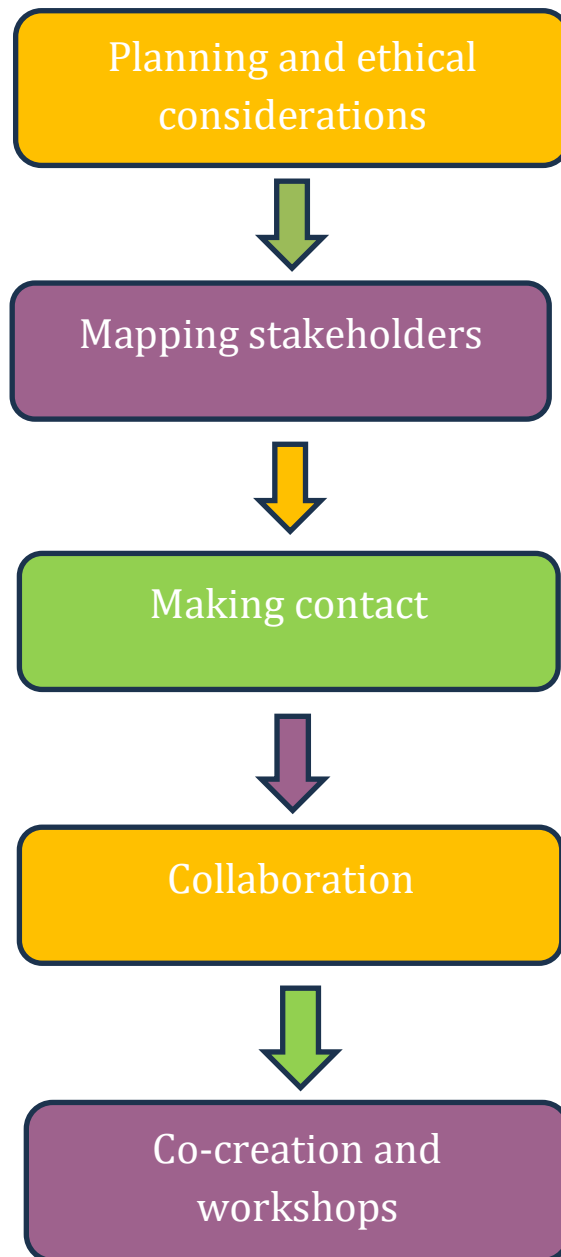 Planning and ethical
considerations
Mapping stakeholders
Making contact
Collaboration
Co-creation and
workshops